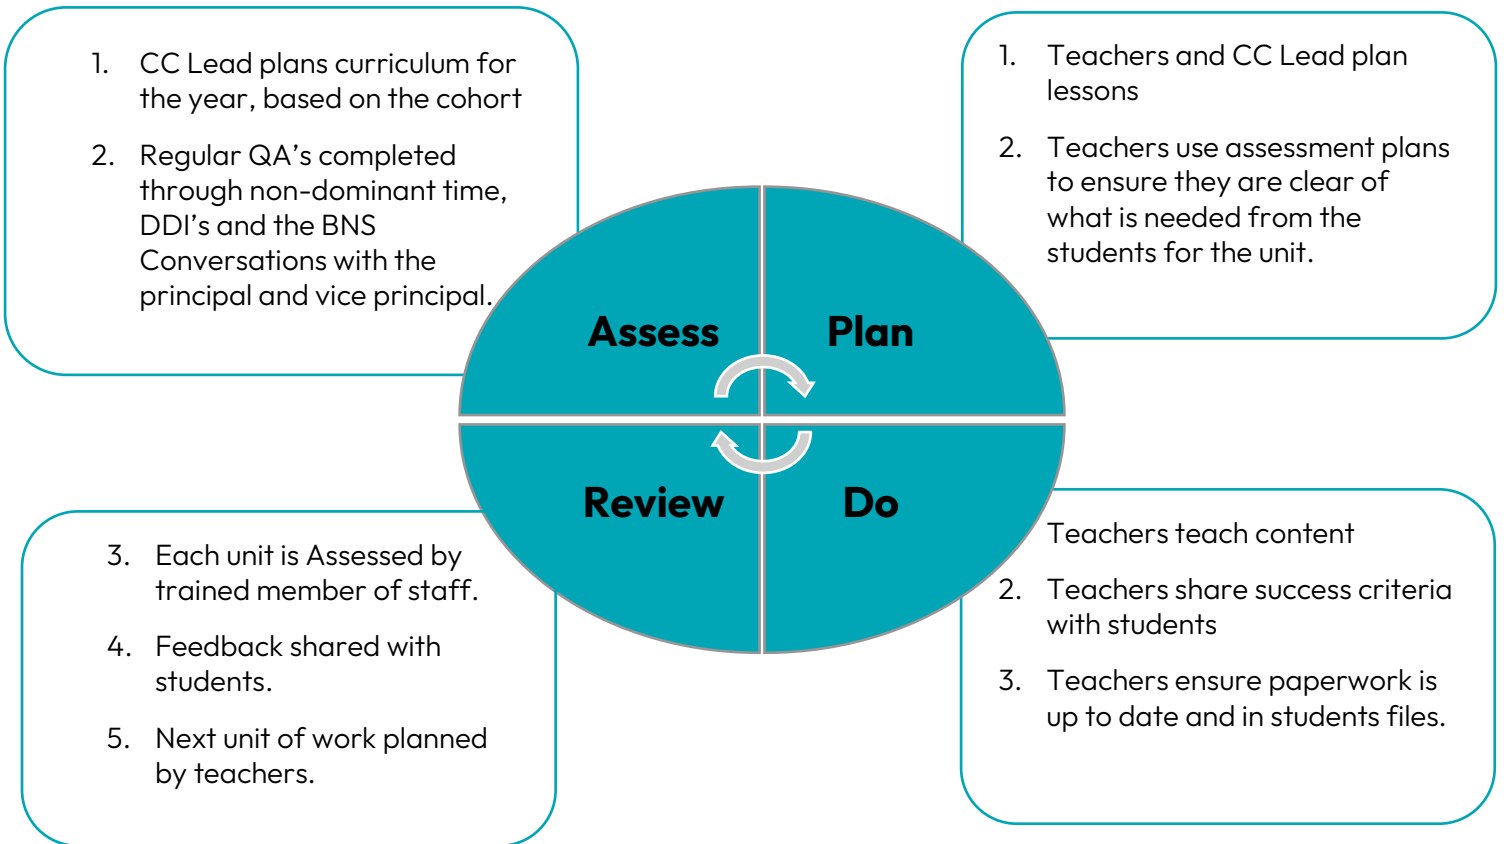 1. CC Lead plans curriculum for
the year, based on the cohort
2. Regular QA's completed
through non-dominant time,
DDI's and the BNS
Conversations with the
principal and vice principal.
1. Teachers and CC Lead plan
lessons
2. Teachers use assessment plans
to ensure they are clear of
what is needed from the
students for the unit.
Assess
Plan
Review
Do
3. Each unit is Assessed by
trained member of staff.
4. Feedback shared with
students.
5. Next unit of work planned
by teachers.
Teachers teach content
2. Teachers share success criteria
with students
3. Teachers ensure paperwork is
up to date and in students files.